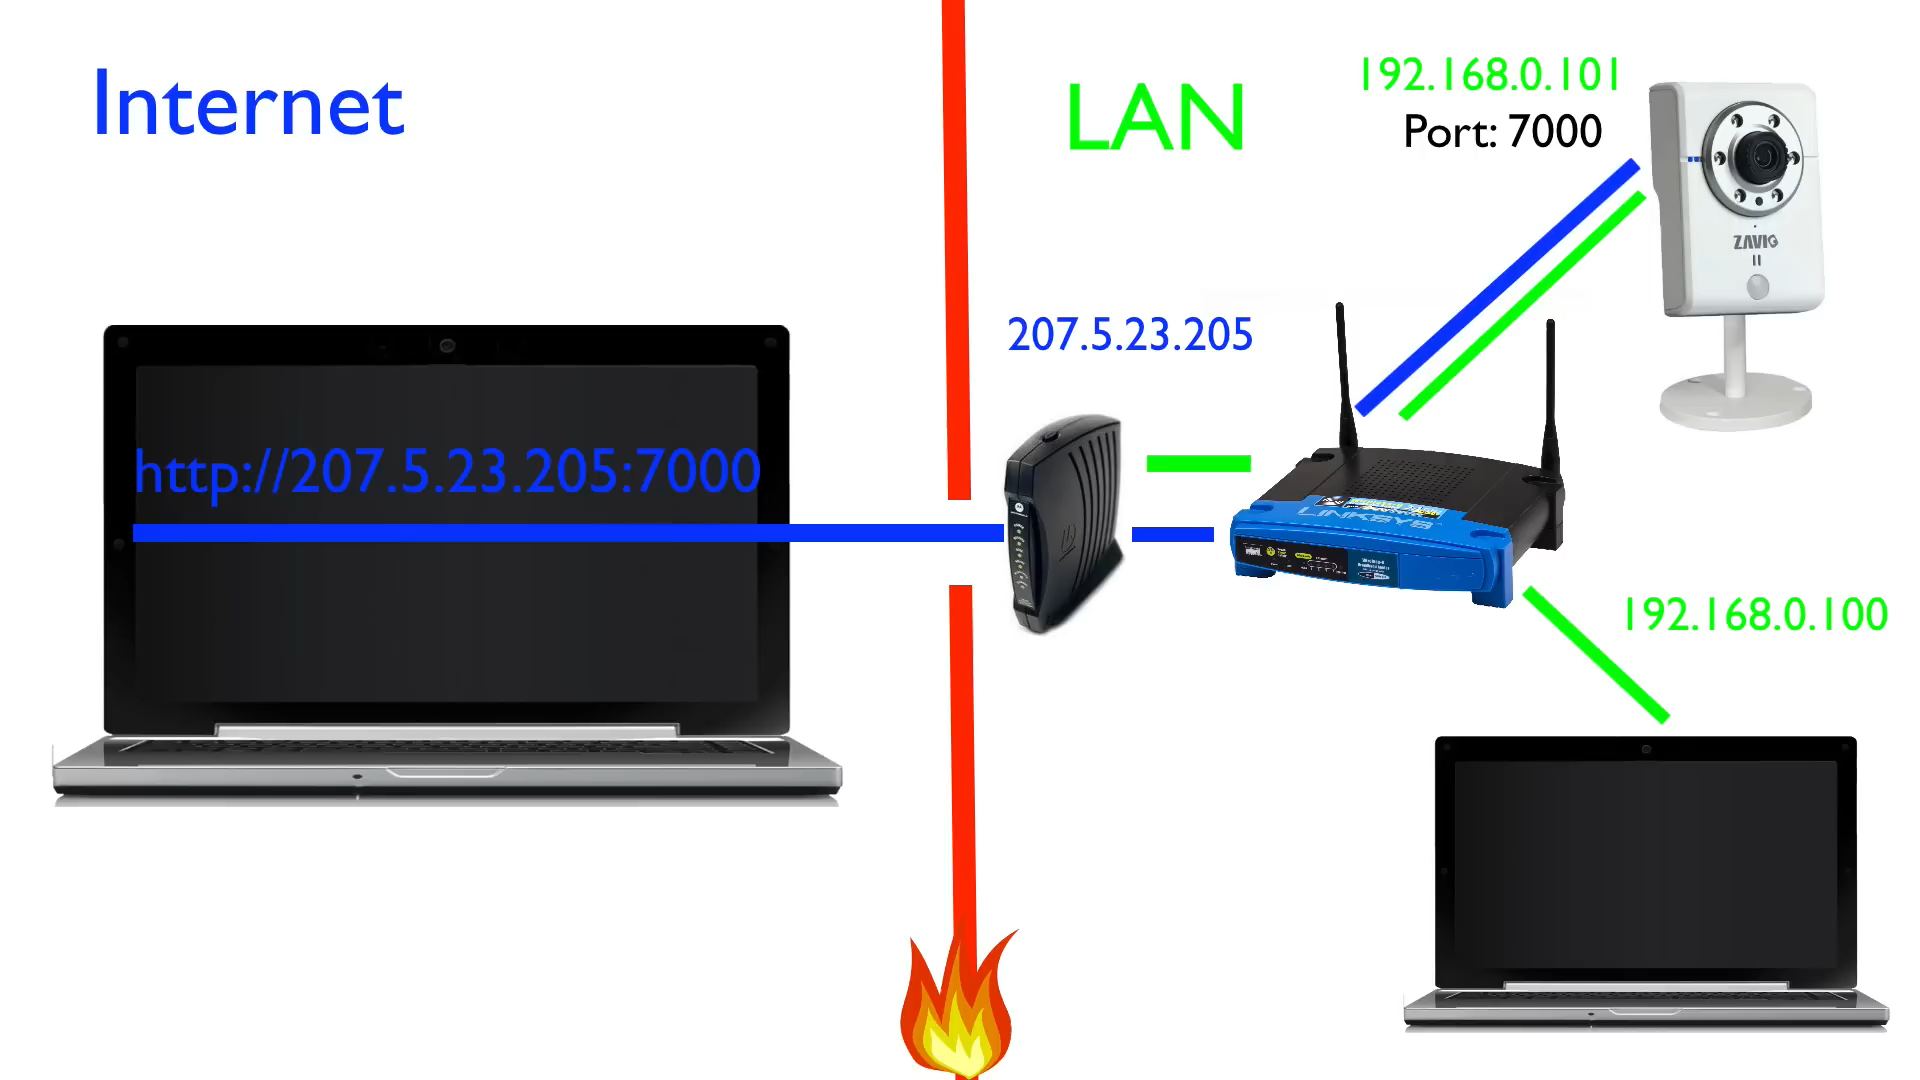 Internet
LAN
192.168.0.101
Port: 7000
ZAVIO
207.5.23.205
http://207.5.23.205:7000
LINKSYS
192.168.0.100